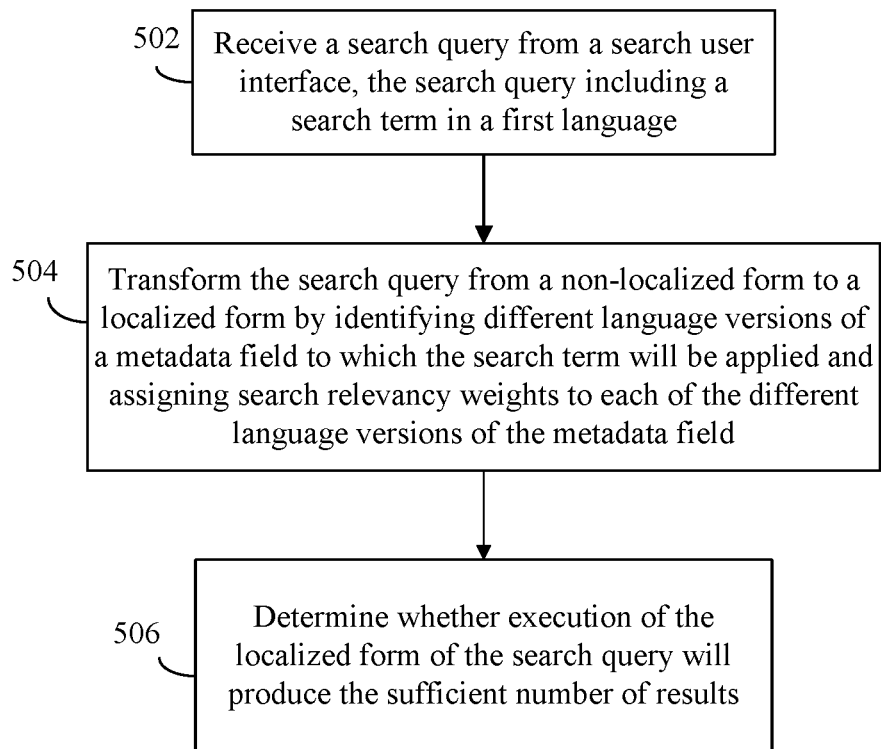 502
Receive a search query from a search user
interface, the search query including a
search term in a first language
504
Transform the search query from a non-localized form to a
localized form by identifying different language versions of
a metadata field to which the search term will be applied and
assigning search relevancy weights to each of the different
language versions of the metadata field
506
Determine whether execution of the
localized form of the search query will
produce the sufficient number of results